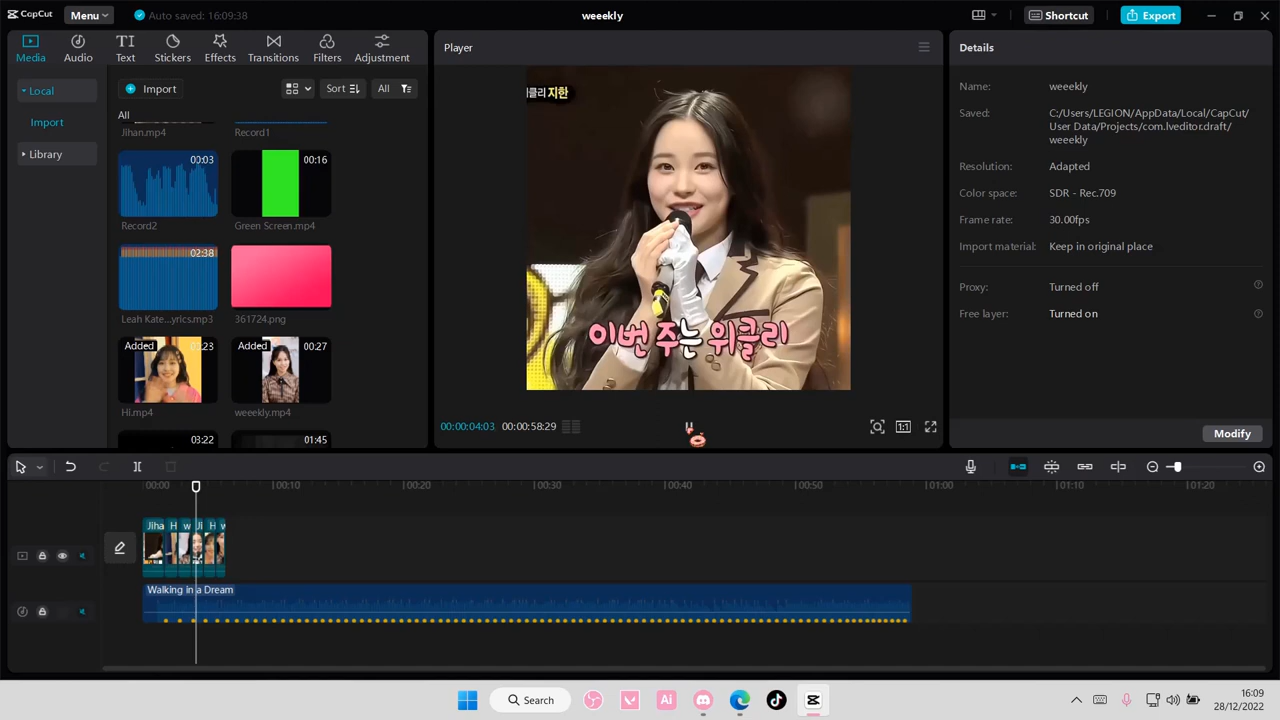 CapCut
Menu
Auto saved: 16:09:38
weeekly
Shortcut
Export
Media
Audio
Text
Stickers
Effects
Transitions
Filters
Adjustment
Local
Import
Library
Import
Sort
All
All
Jihan.mp4
Record1
00:03
00:16
Record2
Green Screen.mp4
02:38
Leah Kate...yrics.mp3
361724.png
Added
00:27
Added
Hi.mp4
weeekly.mp4
03:22
01:45
Player
위클리 지한
이번 주는 위클리
00:00:04:03
00:00:58:29
1:1
Details
Name:
weeekly
Saved:
C:/Users/LEGION/AppData/Local/CapCut/
User Data/Projects/com.lveditor.draft/
weeekly
Resolution:
Adapted
Color space:
SDR - Rec.709
Frame rate:
30.00fps
Import material:
Keep in original place
Proxy:
Turned off
Free layer:
Turned on
Modify
00:00
00:10
00:20
00:30
00:40
00:50
01:00
01:10
01:20
Jiha
H
w
Ji
H
w
Walking in a Dream
Search
Ai
16:09
28/12/2022